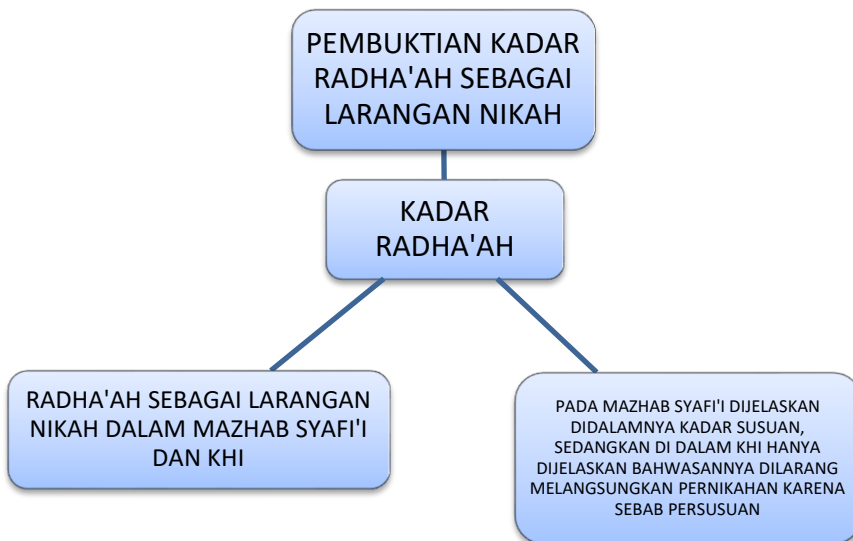 PEMBUKTIAN KADAR
RADHA'AH SEBAGAI
LARANGAN NIKAH
KADAR
RADHA'AH
RADHA'AH SEBAGAI LARANGAN
NIKAH DALAM MAZHAB SYAFI'I
DAN KHI
PADA MAZHAB SYAFI'I DIJELASKAN
DIDALAMNYA KADAR SUSUAN,
SEDANGKAN DI DALAM KHI HANYA
DIJELASKAN BAHWASANNYA DILARANG
MELANGSUNGKAN PERNIKAHAN KARENA
SEBAB PERSUSUAN